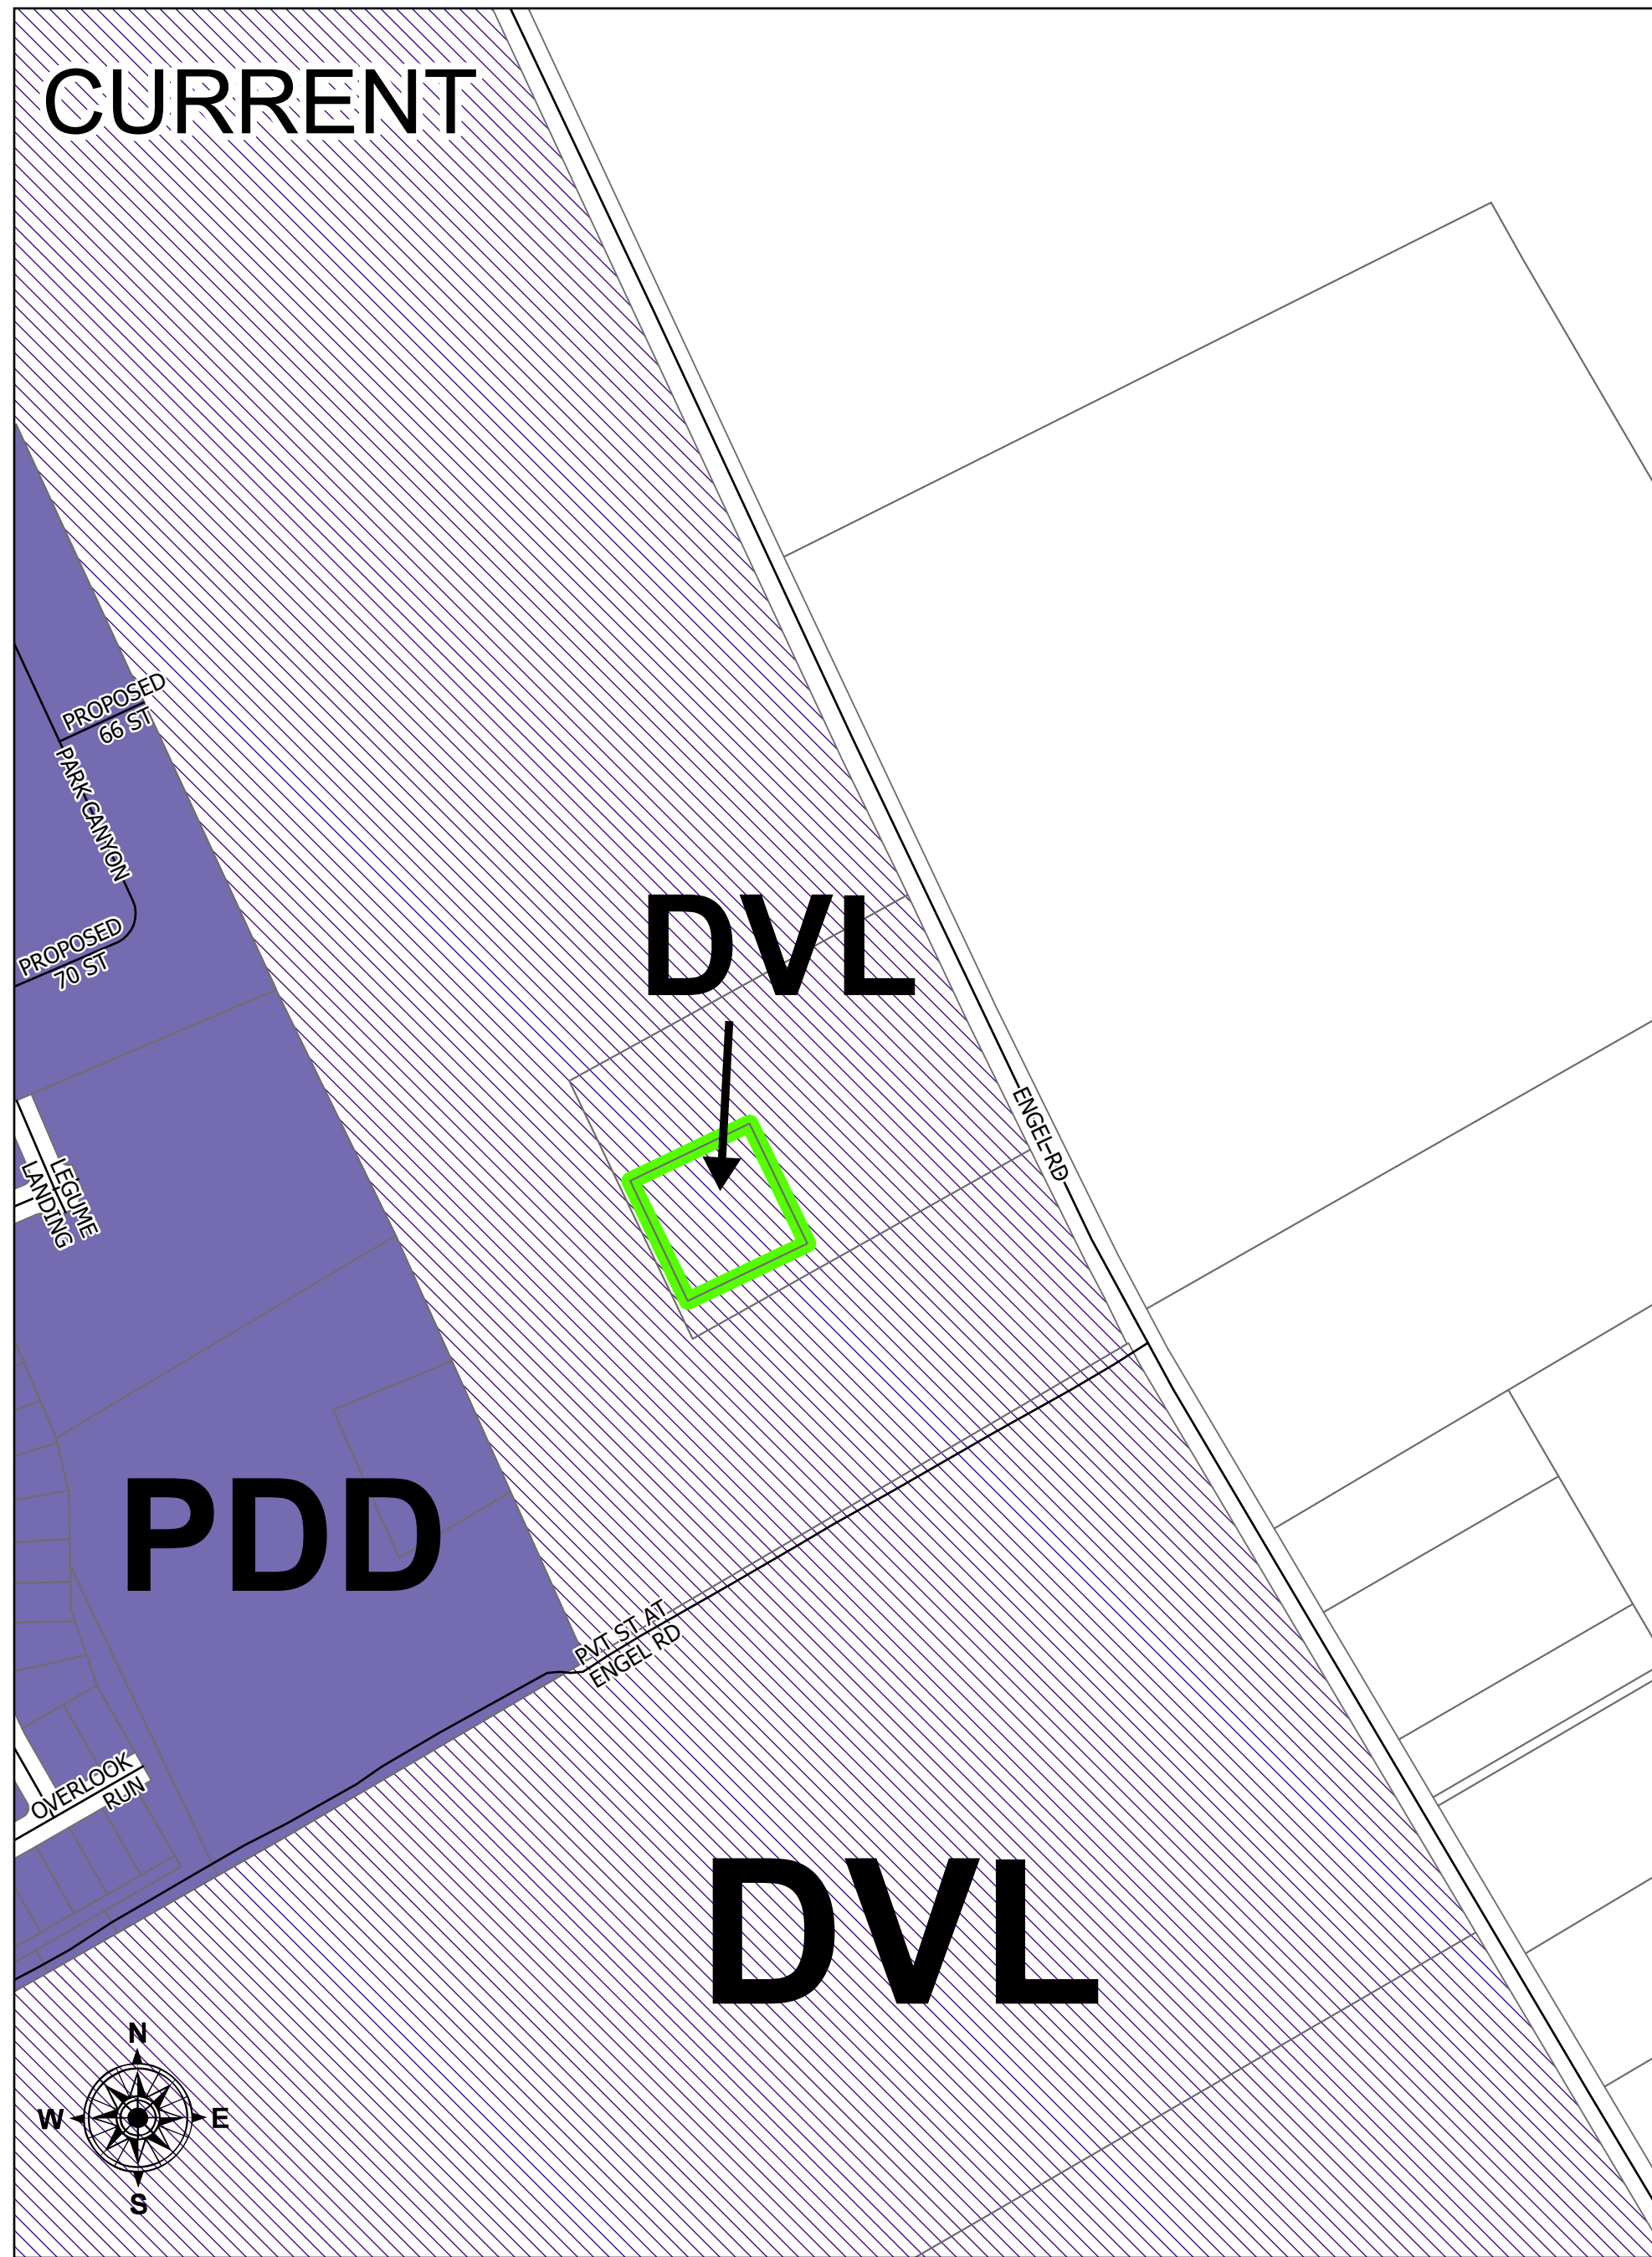 CURRENT
PROPOSED
66 ST
PARK CANYON
DVL
PROPOSED
70 ST
ENGEL RD
LEGUME
LANDING
PDD
PVT ST AT
ENGEL RD
OVERLOOK
RUN
DVL
N
W
E
S